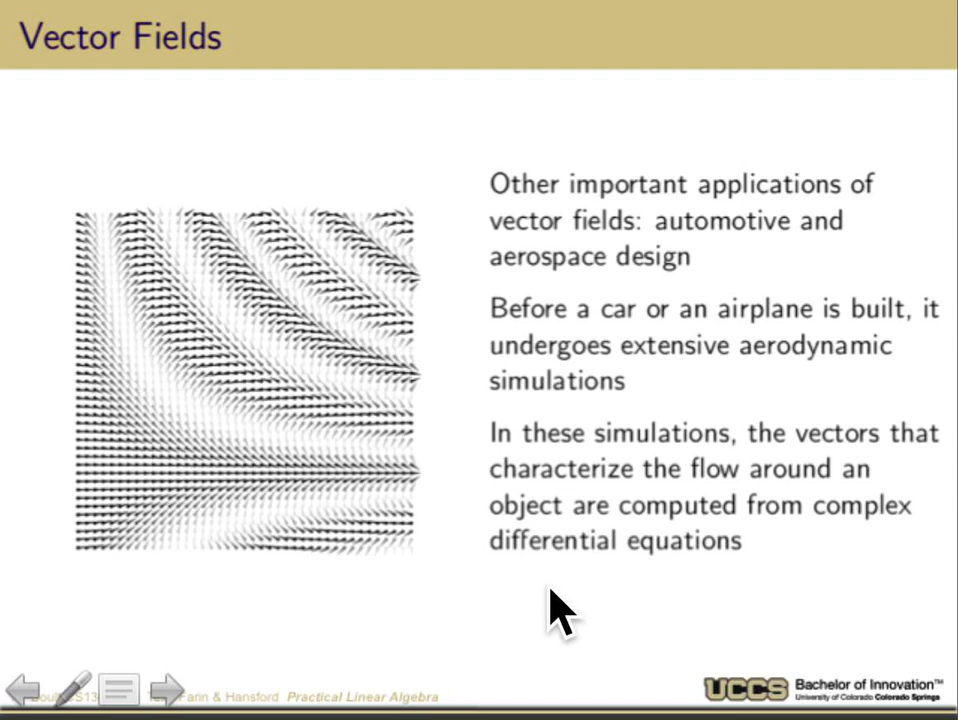 Vector Fields
Other important applications of
vector fields: automotive and
aerospace design
Before a car or an airplane is built, it
undergoes extensive aerodynamic
simulations
In these simulations, the vectors that
characterize the flow around an
object are computed from complex
differential equations
Farin & Hansford Practical Linear Algebra
UCCS Bachelor of Innovation™
University of Colorado Colorado Springs